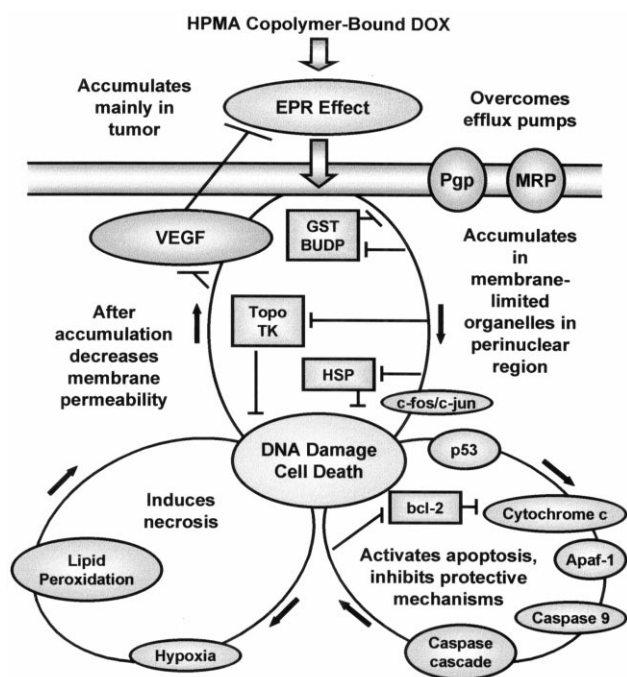 HPMA Copolymer-Bound DOX
Accumulates
mainly in
tumor
EPR Effect
Overcomes
efflux pumps
Pgp
MRP
VEGF
GST
BUDP
Accumulates
in
membrane-
limited
organelles in
perinuclear
region
After
accumulation
decreases
membrane
permeability
Topo
TK
HSP
c-fos/c-jun
DNA Damage
Cell Death
p53
Induces
necrosis
bcl-2
Cytochrome c
Lipid
Peroxidation
Activates apoptosis,
inhibits protective
mechanisms
Apaf-1
Caspase 9
Hypoxia
Caspase
cascade